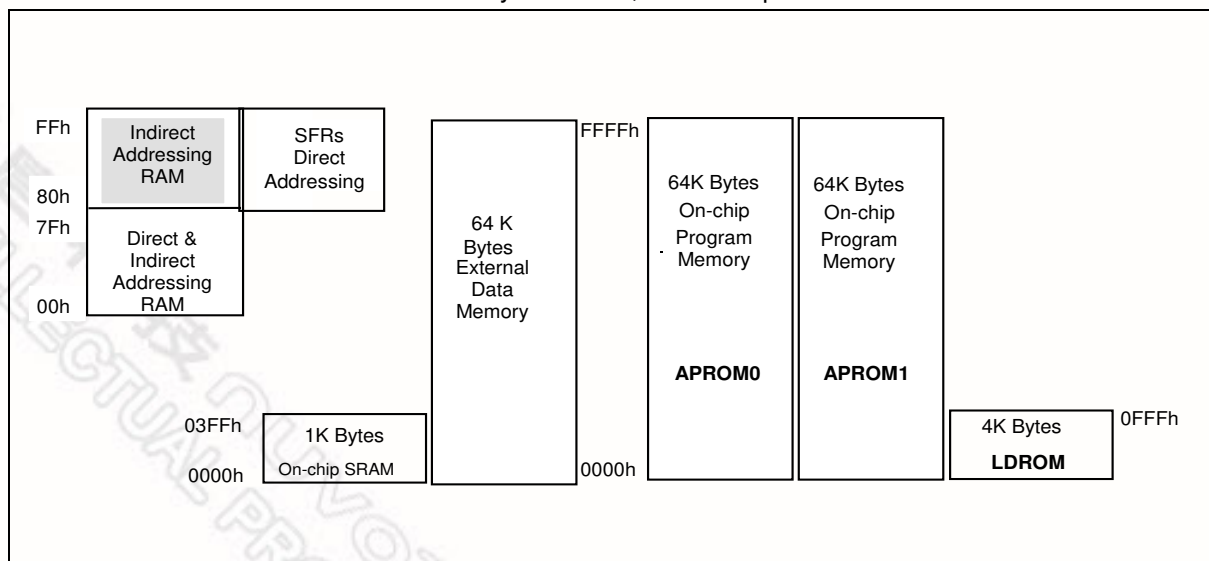 FFh
Indirect
Addressing
RAM
80h
SFRs
Direct
Addressing
7Fh
Direct &
Indirect
Addressing
RAM
00h
03FFh
1K Bytes
On-chip SRAM
0000h
64 K
Bytes
External
Data
Memory
FFFFh
0000h
64K Bytes
On-chip
Program
Memory
APROM0
64K Bytes
On-chip
Program
Memory
APROM1
4K Bytes
LDROM
0FFFh